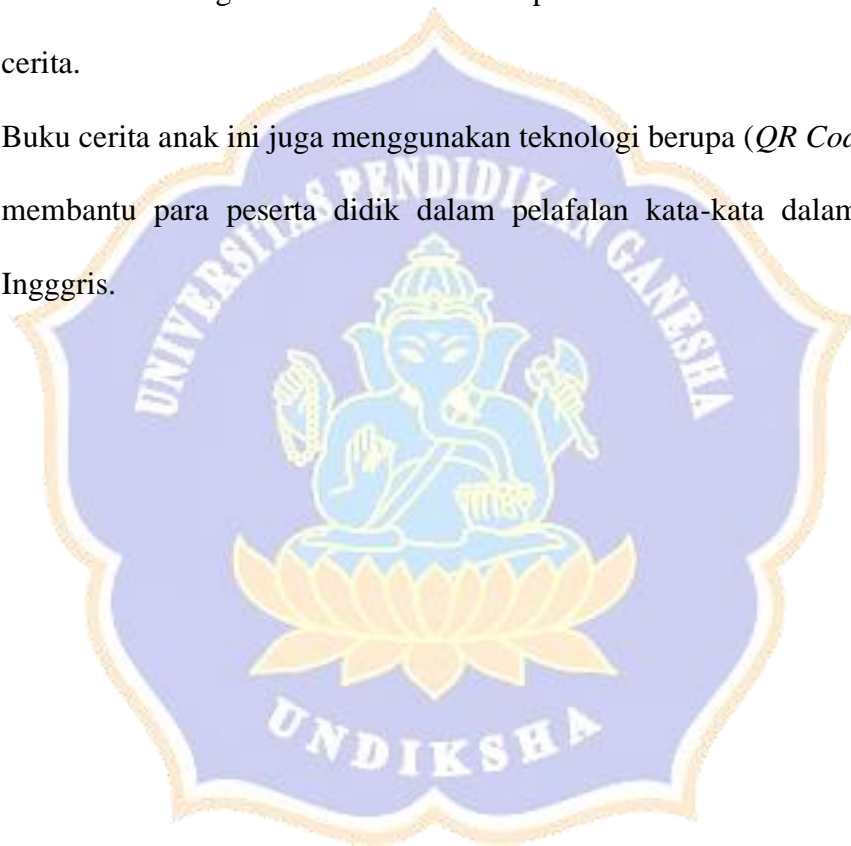 cerita.
Buku cerita anak ini juga menggunakan teknologi berupa (QR
membantu para peserta didik dalam pelafalan kata-kata dalam
Ingggris.
UNIVERSITAS PENDIDIKAN GANESHA
UNDIKSHA